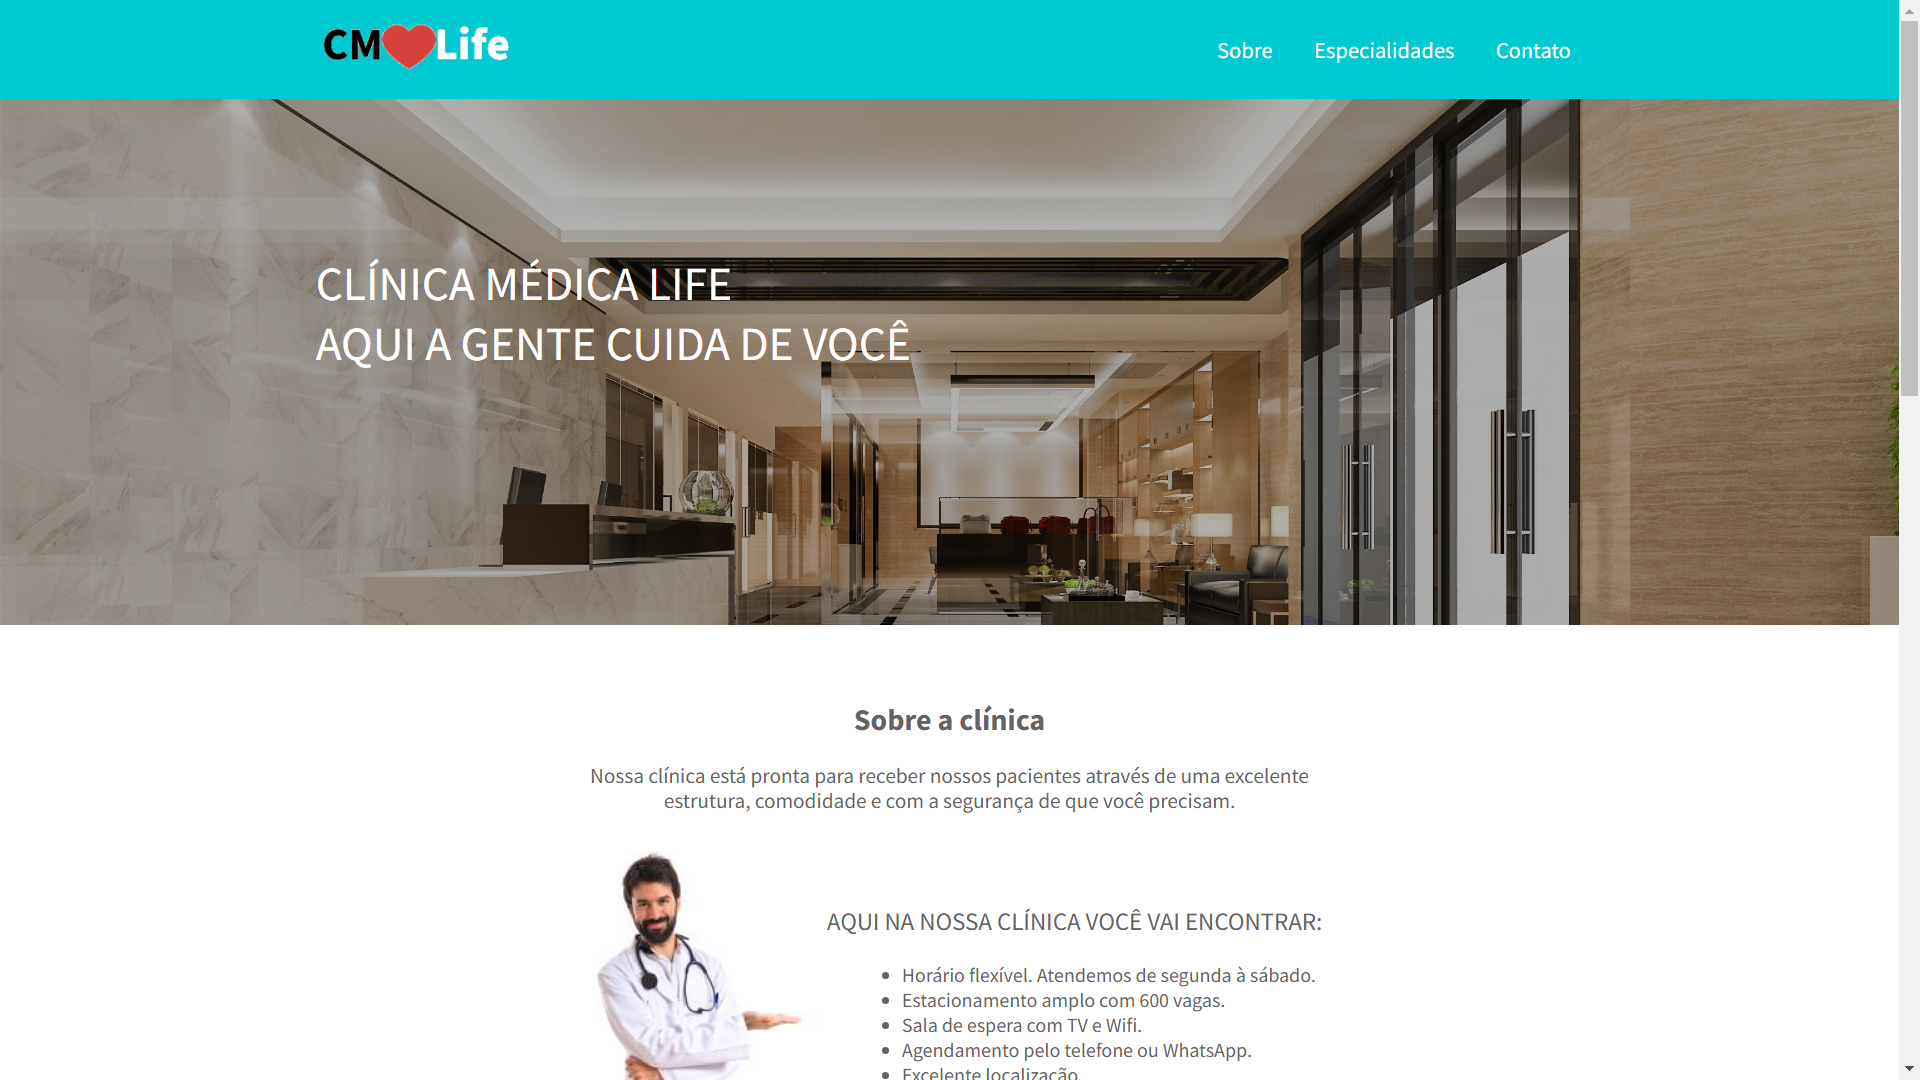 CM Life
Sobre Especialidades Contato
CLÍNICA MÉDICA LIFE
AQUI A GENTE CUIDA DE VOCÊ
Sobre a clínica
Nossa clínica está pronta para receber nossos pacientes através de uma excelente
estrutura, comodidade e com a segurança de que você precisam.
AQUI NA NOSSA CLÍNICA VOCÊ VAI ENCONTRAR:
Horário flexível. Atendemos de segunda à sábado.
Estacionamento amplo com 600 vagas.
Sala de espera com TV e Wifi.
Agendamento pelo telefone ou WhatsApp.
Excelente localização